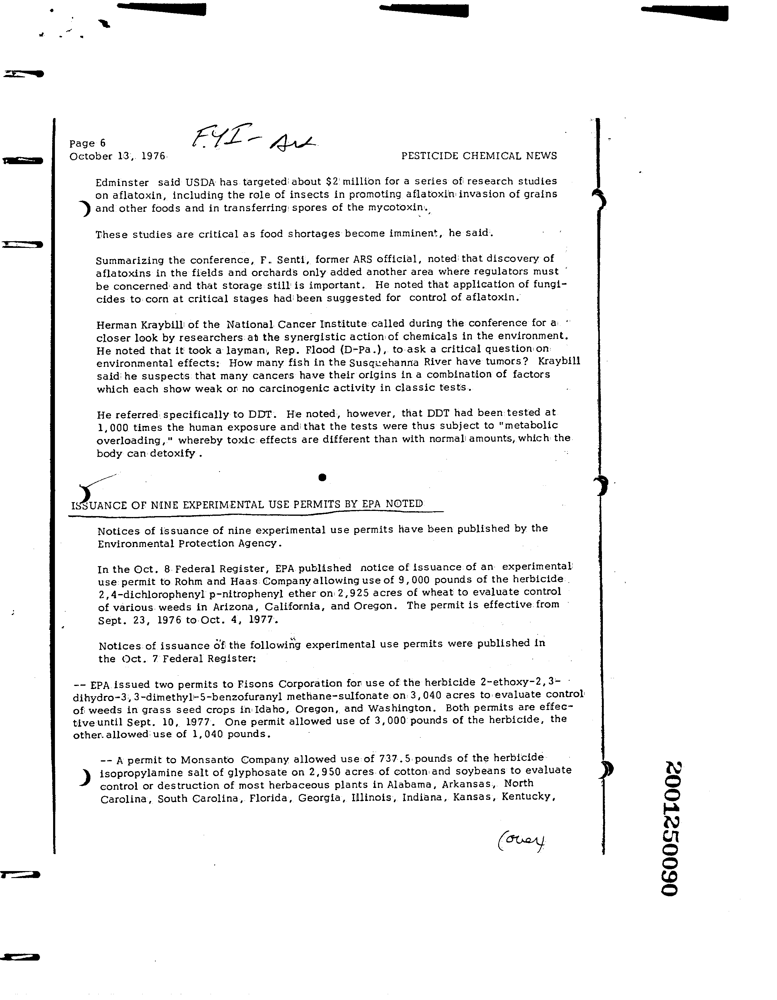 FYI - Art
Page 6
October 13, 1976
PESTICIDE CHEMICAL NEWS
Edminster said USDA has targeted about $2 million for a series of research studies
on aflatoxin, including the role of insects in promoting aflatoxin invasion of grains
and other foods and in transferring spores of the mycotoxin.
These studies are critical as food shortages become imminent, he said.
Summarizing the conference, F. Senti, former ARS official, noted that discovery of
aflatoxins in the fields and orchards only added another area where regulators must
be concerned and that storage still is important. He noted that application of fungi-
cides to corn at critical stages had been suggested for control of aflatoxin.
Herman Kraybill of the National Cancer Institute called during the conference for a
closer look by researchers at the synergistic action of chemicals in the environment.
He noted that it took a layman, Rep. Flood (D-Pa.), to ask a critical question on
environmental effects: How many fish in the Susquehanna River have tumors? Kraybill
said he suspects that many cancers have their origins in a combination of factors
which each show weak or no carcinogenic activity in classic tests.
He referred specifically to DDT. He noted, however, that DDT had been tested at
1,000 times the human exposure and that the tests were thus subject to "metabolic
overloading," whereby toxic effects are different than with normal amounts, which the
body can detoxify.
ISSUANCE OF NINE EXPERIMENTAL USE PERMITS BY EPA NOTED
Notices of issuance of nine experimental use permits have been published by the
Environmental Protection Agency.
In the Oct. 8 Federal Register, EPA published notice of issuance of an experimental
use permit to Rohm and Haas Company allowing use of 9,000 pounds of the herbicide
2,4-dichlorophenyl p-nitrophenyl ether on 2,925 acres of wheat to evaluate control
of various weeds in Arizona, California, and Oregon. The permit is effective from
Sept. 23, 1976 to Oct. 4, 1977.
Notices of issuance of the following experimental use permits were published in
the Oct. 7 Federal Register:
-- EPA issued two permits to Fisons Corporation for use of the herbicide 2-ethoxy-2,3-
dihydro-3,3-dimethyl-5-benzofuranyl methane-sulfonate on 3,040 acres to evaluate control
of weeds in grass seed crops in Idaho, Oregon, and Washington. Both permits are effec-
tive until Sept. 10, 1977. One permit allowed use of 3,000 pounds of the herbicide, the
other allowed use of 1,040 pounds.
-- A permit to Monsanto Company allowed use of 737.5 pounds of the herbicide
isopropylamine salt of glyphosate on 2,950 acres of cotton and soybeans to evaluate
control or destruction of most herbaceous plants in Alabama, Arkansas, North
Carolina, South Carolina, Florida, Georgia, Illinois, Indiana, Kansas, Kentucky,
(over)
2001250090